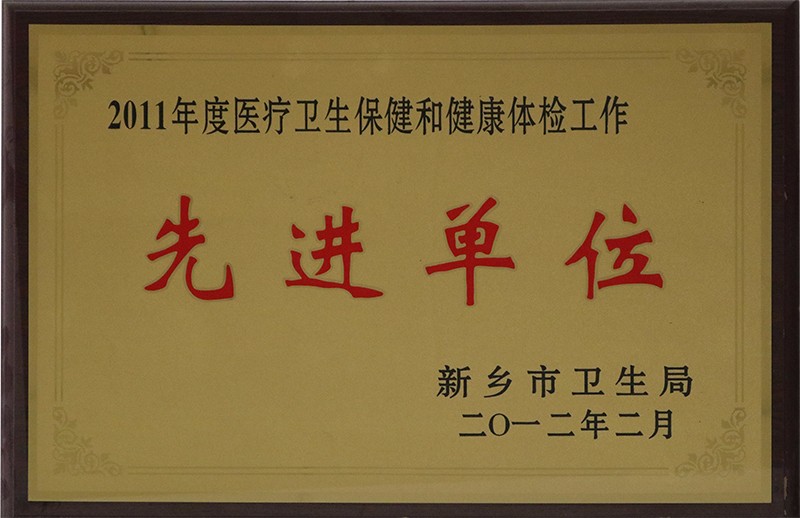 2011年度医疗卫生保健和健康体检工作
先进单位
新乡市卫生局
二〇一二年二月